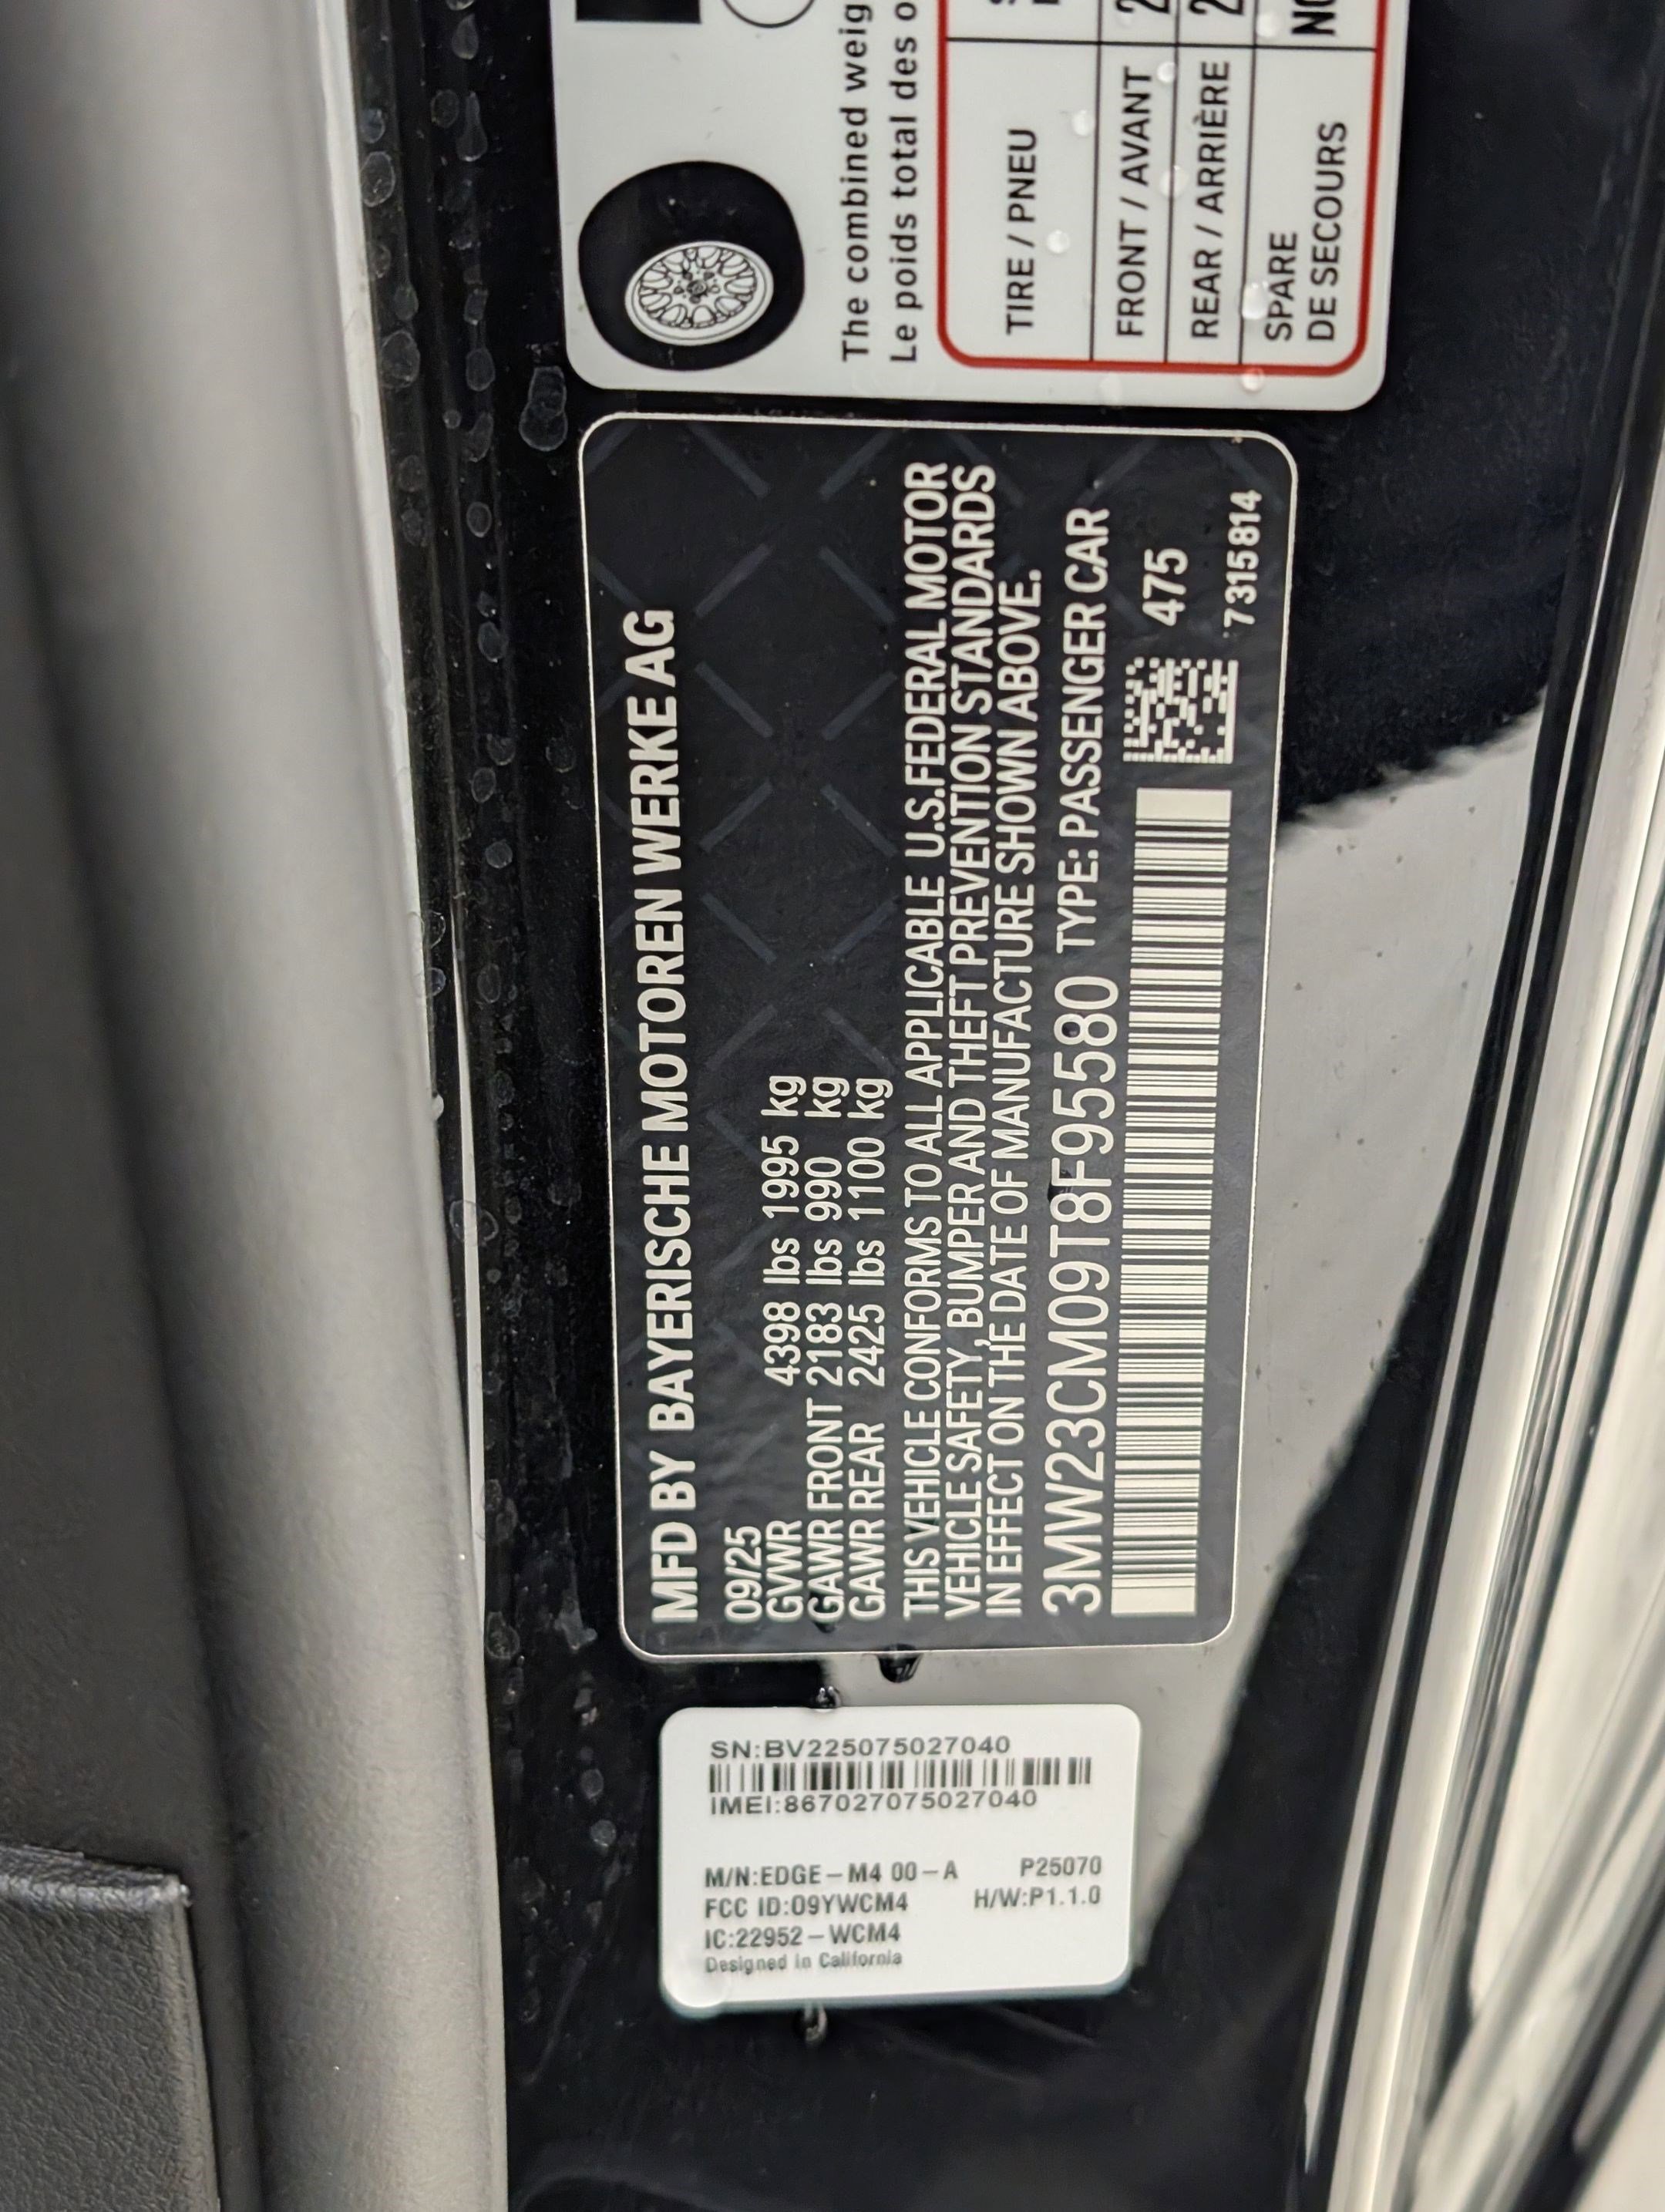 MFD BY BAYERISCHE MOTOREN WERKE AG
09/25
GVWR 4398 lbs 1995 kg
GAWR FRONT 2183 lbs 990 kg
GAWR REAR 2425 lbs 1100 kg
THIS VEHICLE CONFORMS TO ALL APPLICABLE U.S.FEDERAL MOTOR
VEHICLE SAFETY, BUMPER AND THEFT PREVENTION STANDARDS
IN EFFECT ON THE DATE OF MANUFACTURE SHOWN ABOVE.
3MW23CM09T8F95580 TYPE: PASSENGER CAR
475
7315814
The combined weig
Le poids total des o
TIRE / PNEU
FRONT / AVANT 2
REAR / ARRIÈRE 2
SPARE
DE SECOURS
SN:BV225075027040
IMEI:867027075027040
M/N:EDGE-M4 00-A P25070
FCC ID:09YWCM4 H/W:P1.1.0
IC:22952-WCM4
Designed in California